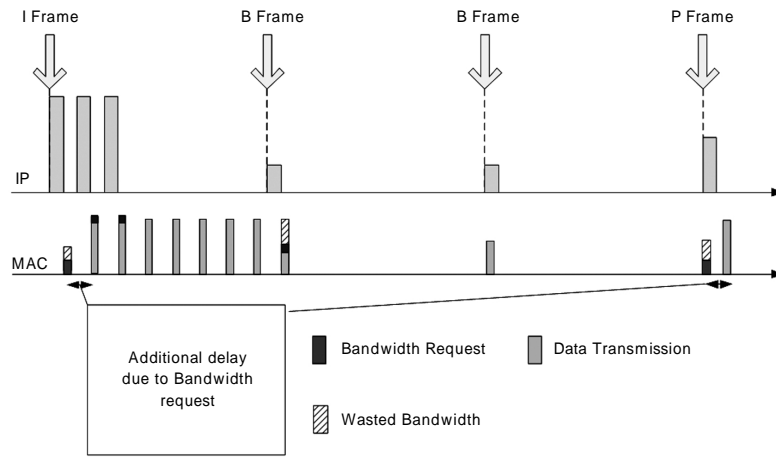 I Frame
B Frame
B Frame
P Frame
IP
MAC
Additional delay
due to Bandwidth
request
Bandwidth Request
Data Transmission
Wasted Bandwidth